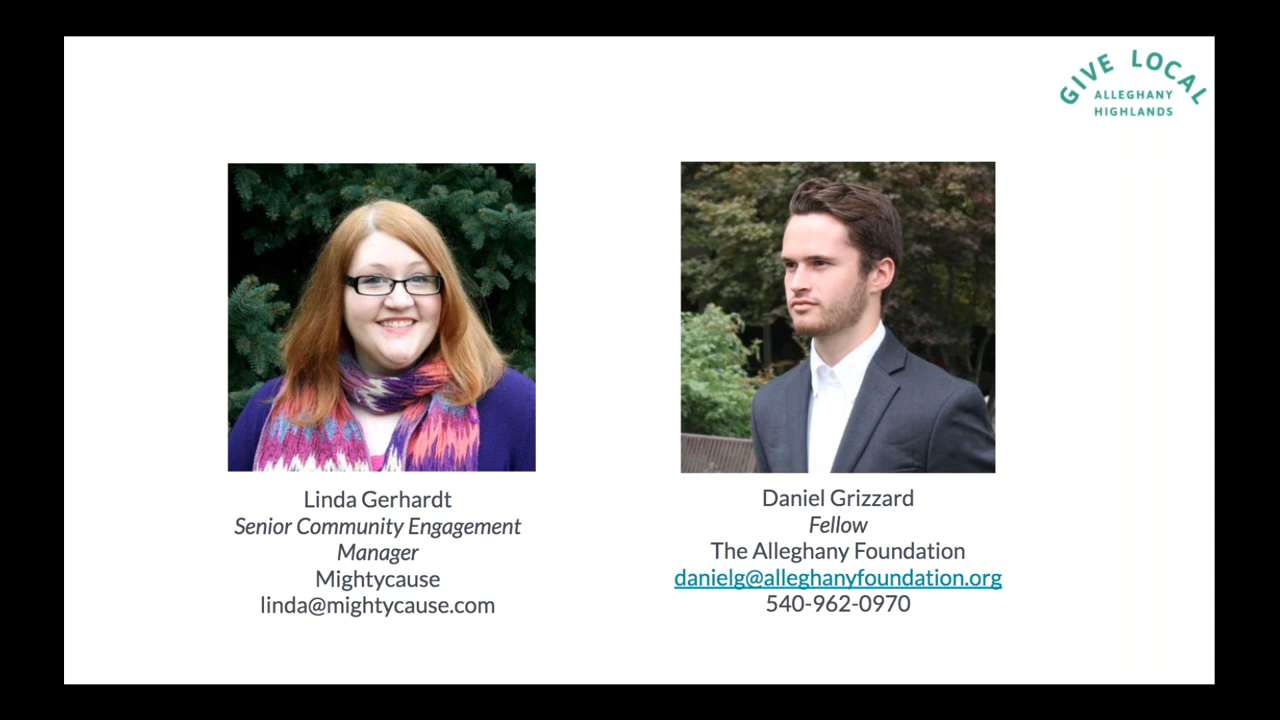 GIVE LOCAL
ALLEGHANY
HIGHLANDS
Linda Gerhardt
Senior Community Engagement
Manager
Mightycause
linda@mightycause.com
Daniel Grizzard
Fellow
The Alleghany Foundation
danielg@alleghanyfoundation.org
540-962-0970